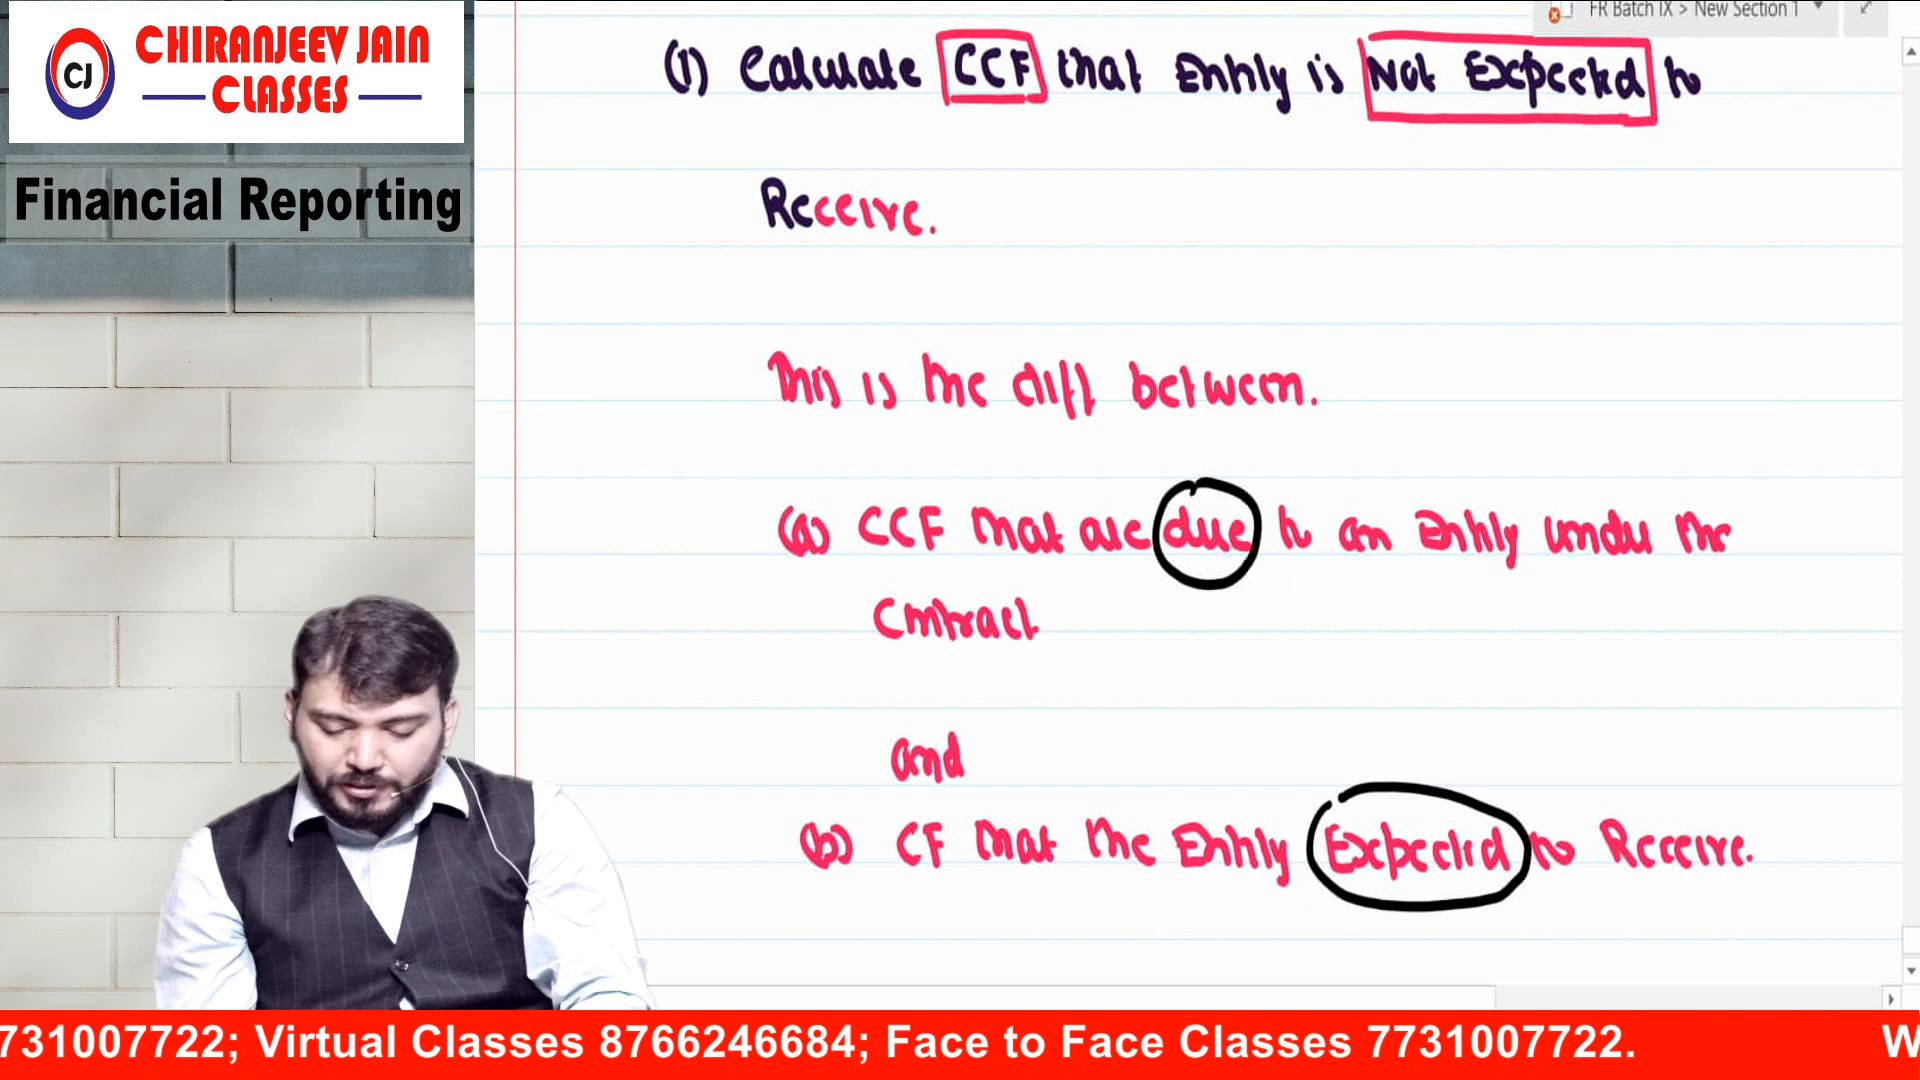 CJ
CHIRANJEEV JAIN
CLASSES
Financial Reporting
FR Batch IX > New Section 1
(1) Calculate CCF that Entity is Not Expected to
Receive.
This is the diff between.
(a) CCF that are due to an Entity under the
Contract
and
(b) CF that the Entity Expected to Receive.
731007722; Virtual Classes 8766246684; Face to Face Classes 7731007722.
W